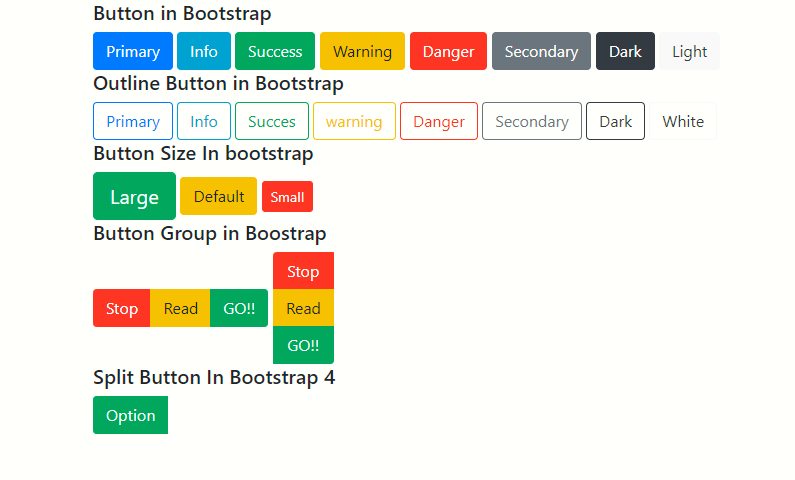 Button in Bootstrap
Primary Info Success Warning Danger Secondary Dark Light
Outline Button in Bootstrap
Primary Info Succes warning Danger Secondary Dark White
Button Size In bootstrap
Large Default Small
Button Group in Boostrap
Stop
Stop Read GO!! Read
GO!!
Split Button In Bootstrap 4
Option